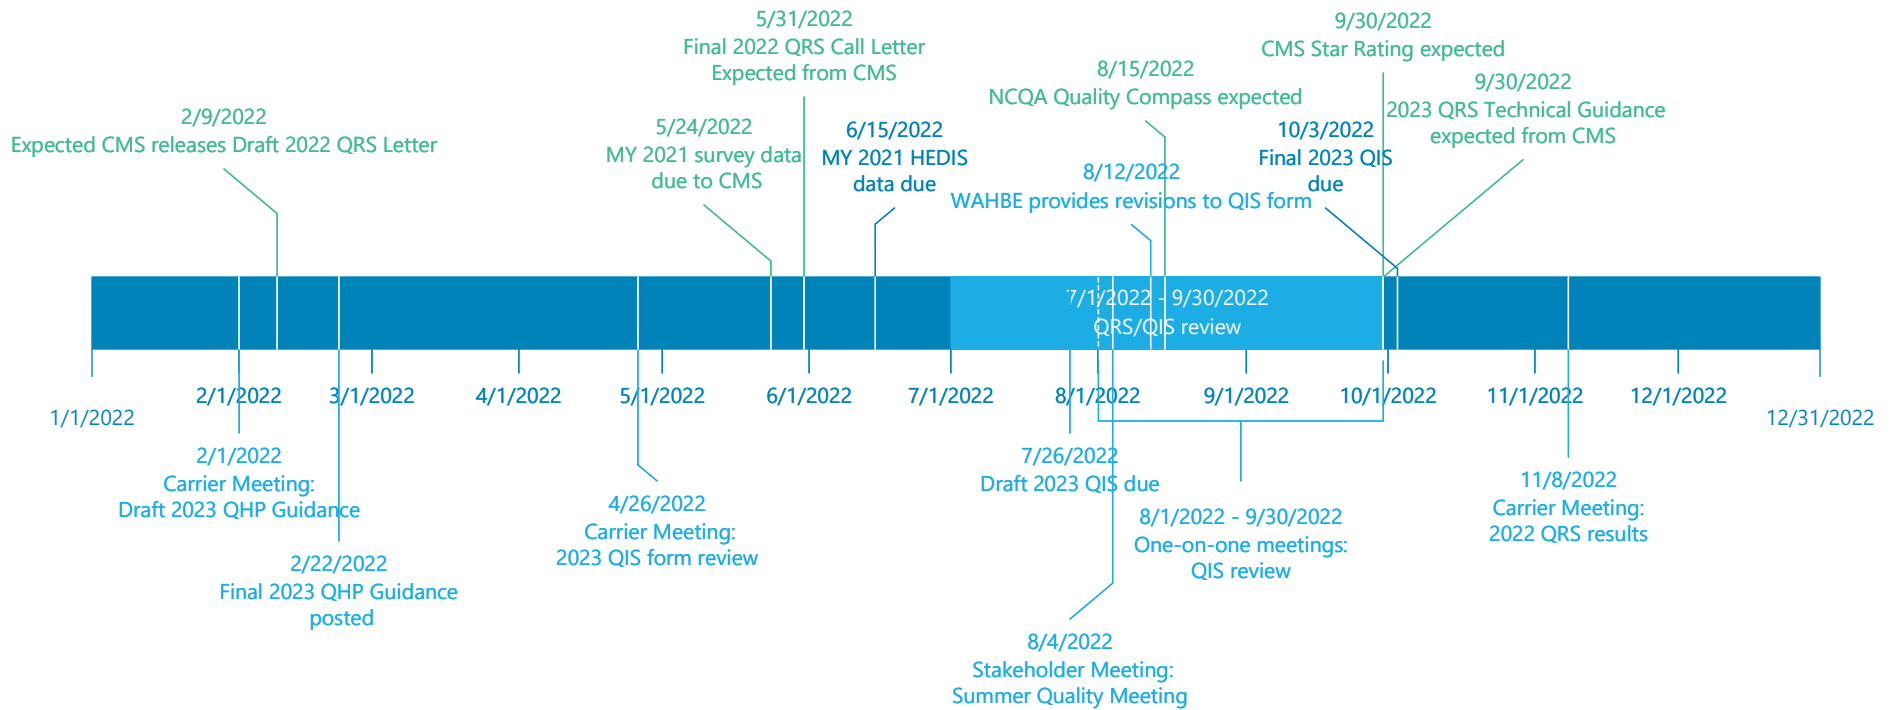 5/31/2022
Final 2022 QRS Call Letter
Expected from CMS
9/30/2022
CMS Star Rating expected
8/15/2022
NCQA Quality Compass expected
9/30/2022
2023 QRS Technical Guidance
expected from CMS
2/9/2022
Expected CMS releases Draft 2022 QRS Letter
5/24/2022
MY 2021 survey data
due to CMS
6/15/2022
MY 2021 HEDIS
data due
10/3/2022
Final 2023 QIS
due
8/12/2022
WAHBE provides revisions to QIS form
7/1/2022 - 9/30/2022
QRS/QIS review
1/1/2022
2/1/2022
3/1/2022
4/1/2022
5/1/2022
6/1/2022
7/1/2022
8/1/2022
9/1/2022
10/1/2022
11/1/2022
12/1/2022
12/31/2022
2/1/2022
Carrier Meeting:
Draft 2023 QHP Guidance
2/22/2022
Final 2023 QHP Guidance
posted
4/26/2022
Carrier Meeting:
2023 QIS form review
7/26/2022
Draft 2023 QIS due
8/1/2022 - 9/30/2022
One-on-one meetings:
QIS review
8/4/2022
Stakeholder Meeting:
Summer Quality Meeting
11/8/2022
Carrier Meeting:
2022 QRS results